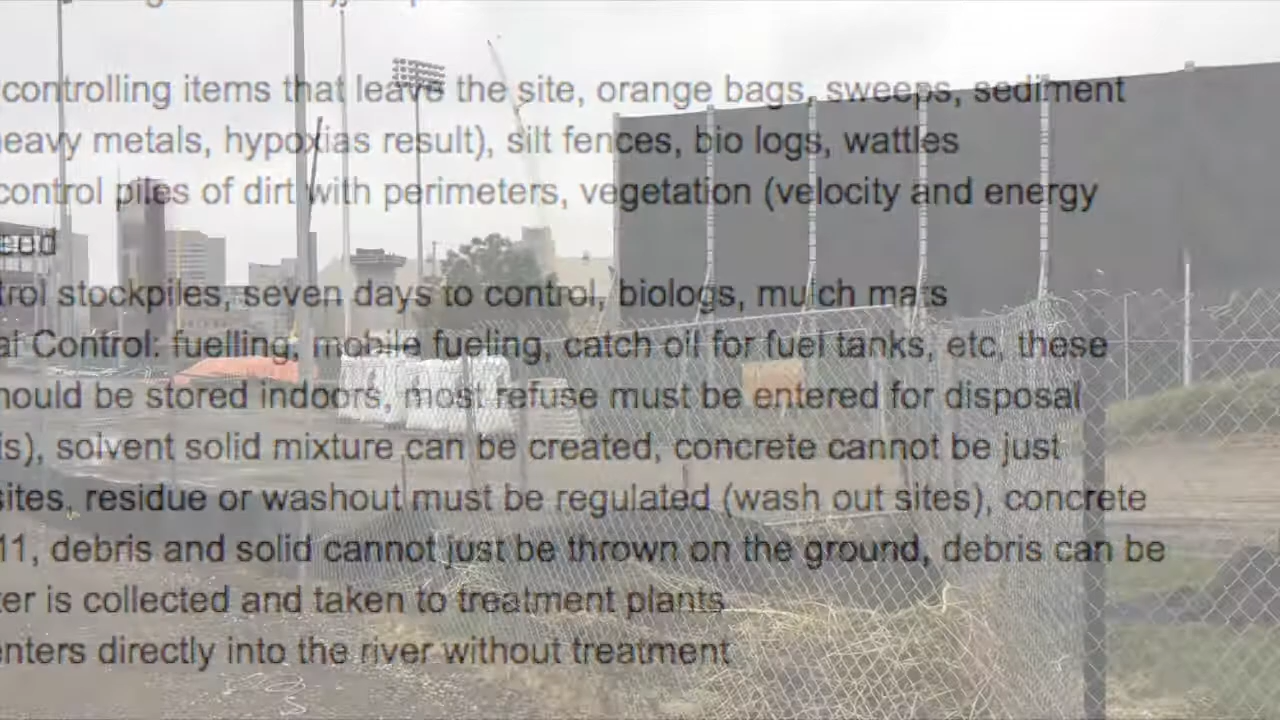 controlling items that leave the site, orange bags, sweeps, sediment
heavy metals, hypoxias result), silt fences, bio logs, wattles
control piles of dirt with perimeters, vegetation (velocity and energy
stockpiles, seven days to control, biologs, mulch mats
Control: fuelling, mobile fueling, catch oil for fuel tanks, etc, these
should be stored indoors, most refuse must be entered for disposal
is), solvent solid mixture can be created, concrete cannot be just
sites, residue or washout must be regulated (wash out sites), concrete
11, debris and solid cannot just be thrown on the ground, debris can be
is collected and taken to treatment plants
enters directly into the river without treatment